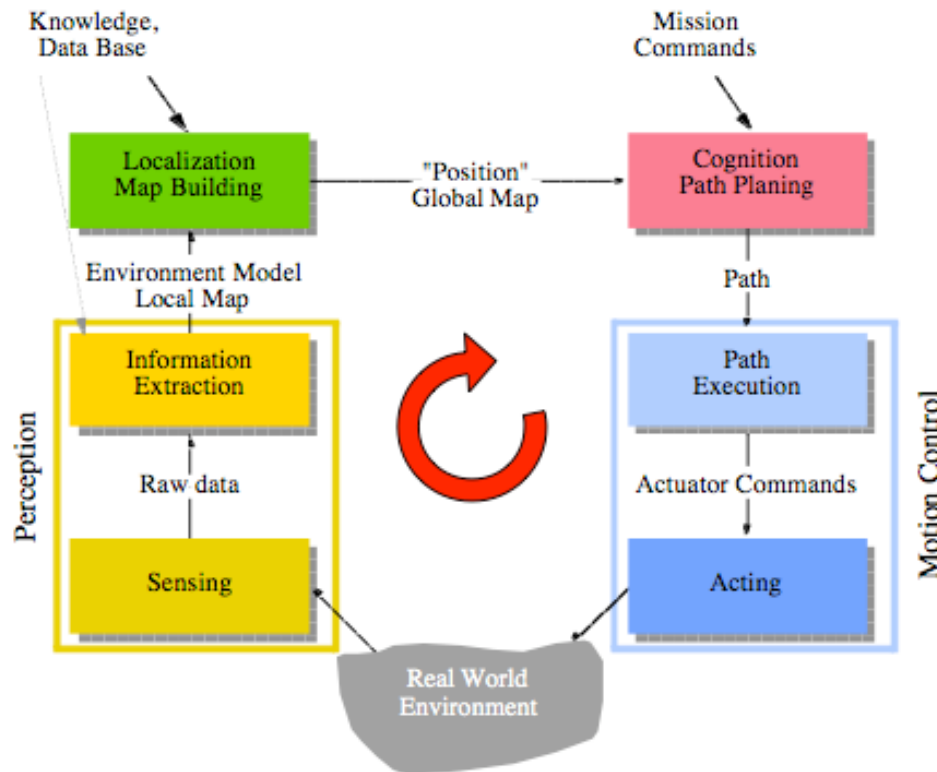 Knowledge,
Data Base
Mission
Commands
Localization
Map Building
"Position"
Global Map
Cognition
Path Planing
Environment Model
Local Map
Path
Information
Extraction
Path
Execution
Perception
Motion Control
Raw data
Actuator Commands
Sensing
Acting
Real World
Environment